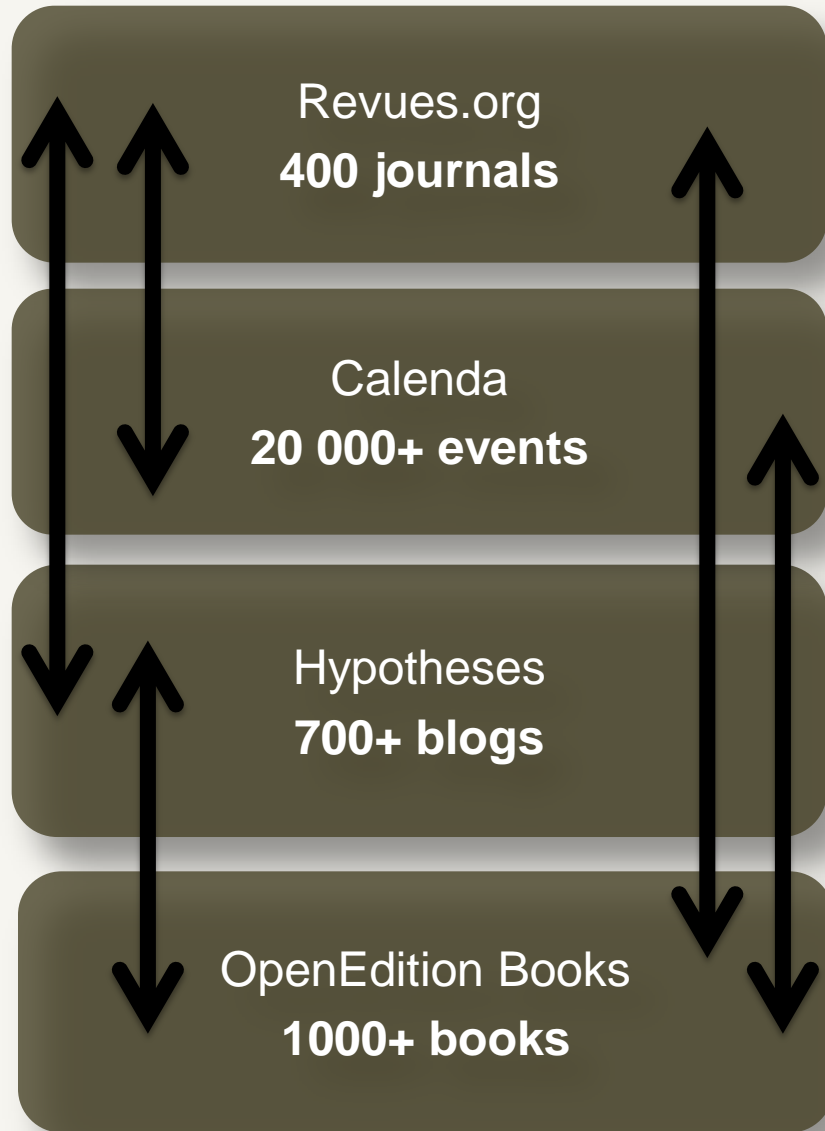 Revues.org
400 journals
Calenda
20 000+ events
Hypotheses
700+ blogs
OpenEdition Books
1000+ books